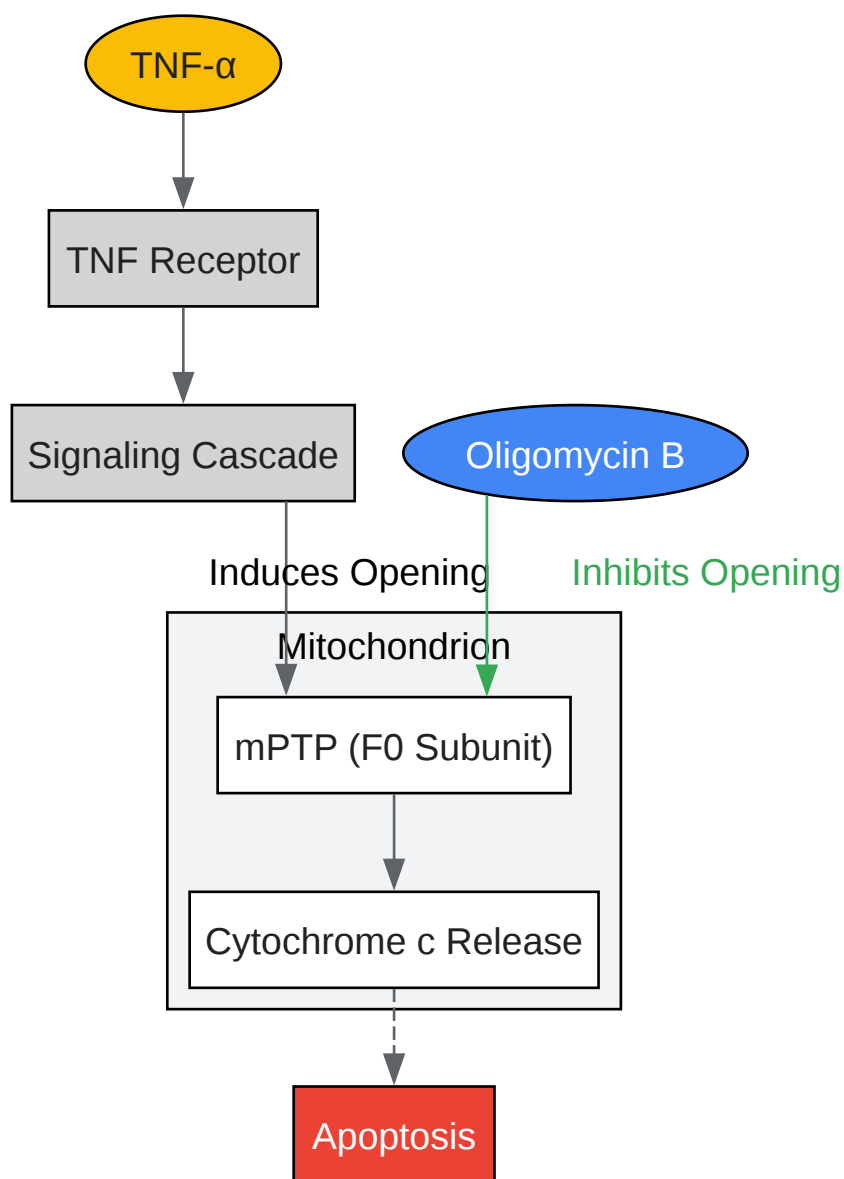 TNF-α
TNF Receptor
Signaling Cascade
Oligomycin B
Induces Opening
Inhibits Opening
Mitochondrion
mPTP (F0 Subunit)
Cytochrome c Release
Apoptosis